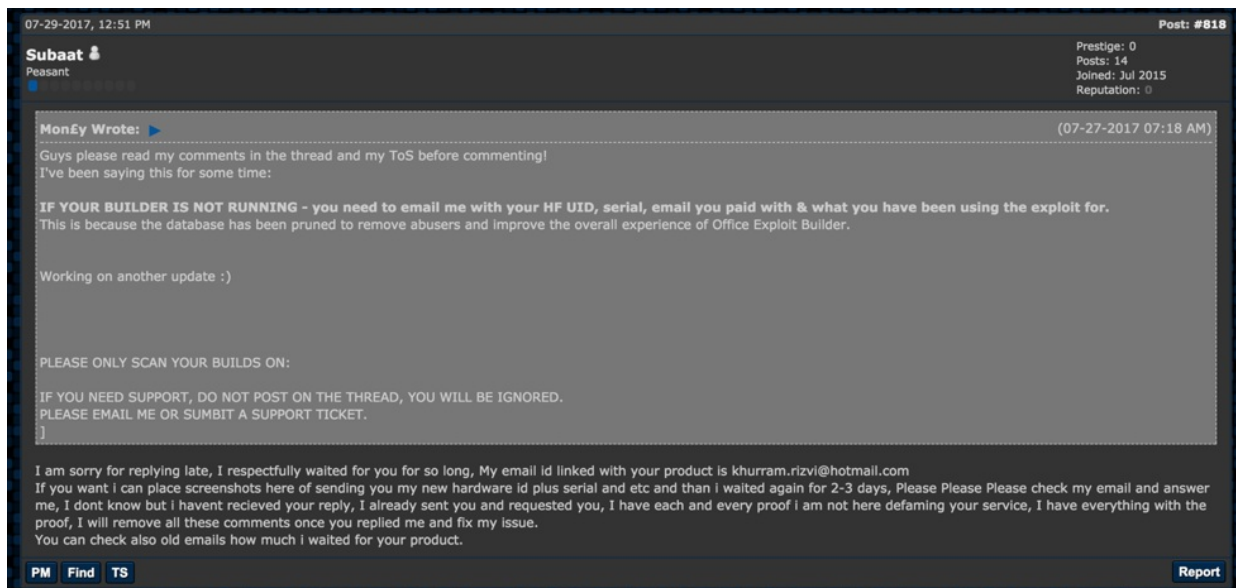 07-29-2017, 12:51 PM
Post: #818
Subaat
Peasant
Prestige: 0
Posts: 14
Joined: Jul 2015
Reputation: 0
Mon£y Wrote:
(07-27-2017 07:18 AM)
Guys please read my comments in the thread and my ToS before commenting!
I've been saying this for some time:
IF YOUR BUILDER IS NOT RUNNING - you need to email me with your HF UID, serial, email you paid with & what you have been using the exploit for.
This is because the database has been pruned to remove abusers and improve the overall experience of Office Exploit Builder.
Working on another update :)
PLEASE ONLY SCAN YOUR BUILDS ON:
IF YOU NEED SUPPORT, DO NOT POST ON THE THREAD, YOU WILL BE IGNORED.
PLEASE EMAIL ME OR SUMBIT A SUPPORT TICKET.
]
I am sorry for replying late, I respectfully waited for you for so long, My email id linked with your product is khurram.rizvi@hotmail.com
If you want i can place screenshots here of sending you my new hardware id plus serial and etc and than i waited again for 2-3 days, Please Please Please check my email and answer
me, I dont know but i havent recieved your reply, I already sent you and requested you, I have each and every proof i am not here defaming your service, I have everything with the
proof, I will remove all these comments once you replied me and fix my issue.
You can check also old emails how much i waited for your product.
PM Find TS
Report